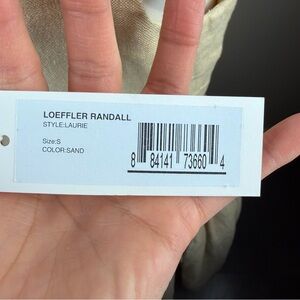 LOEFFLER RANDALL
STYLE:LAURIE
Size:S
COLOR:SAND
8 84141 73660 4